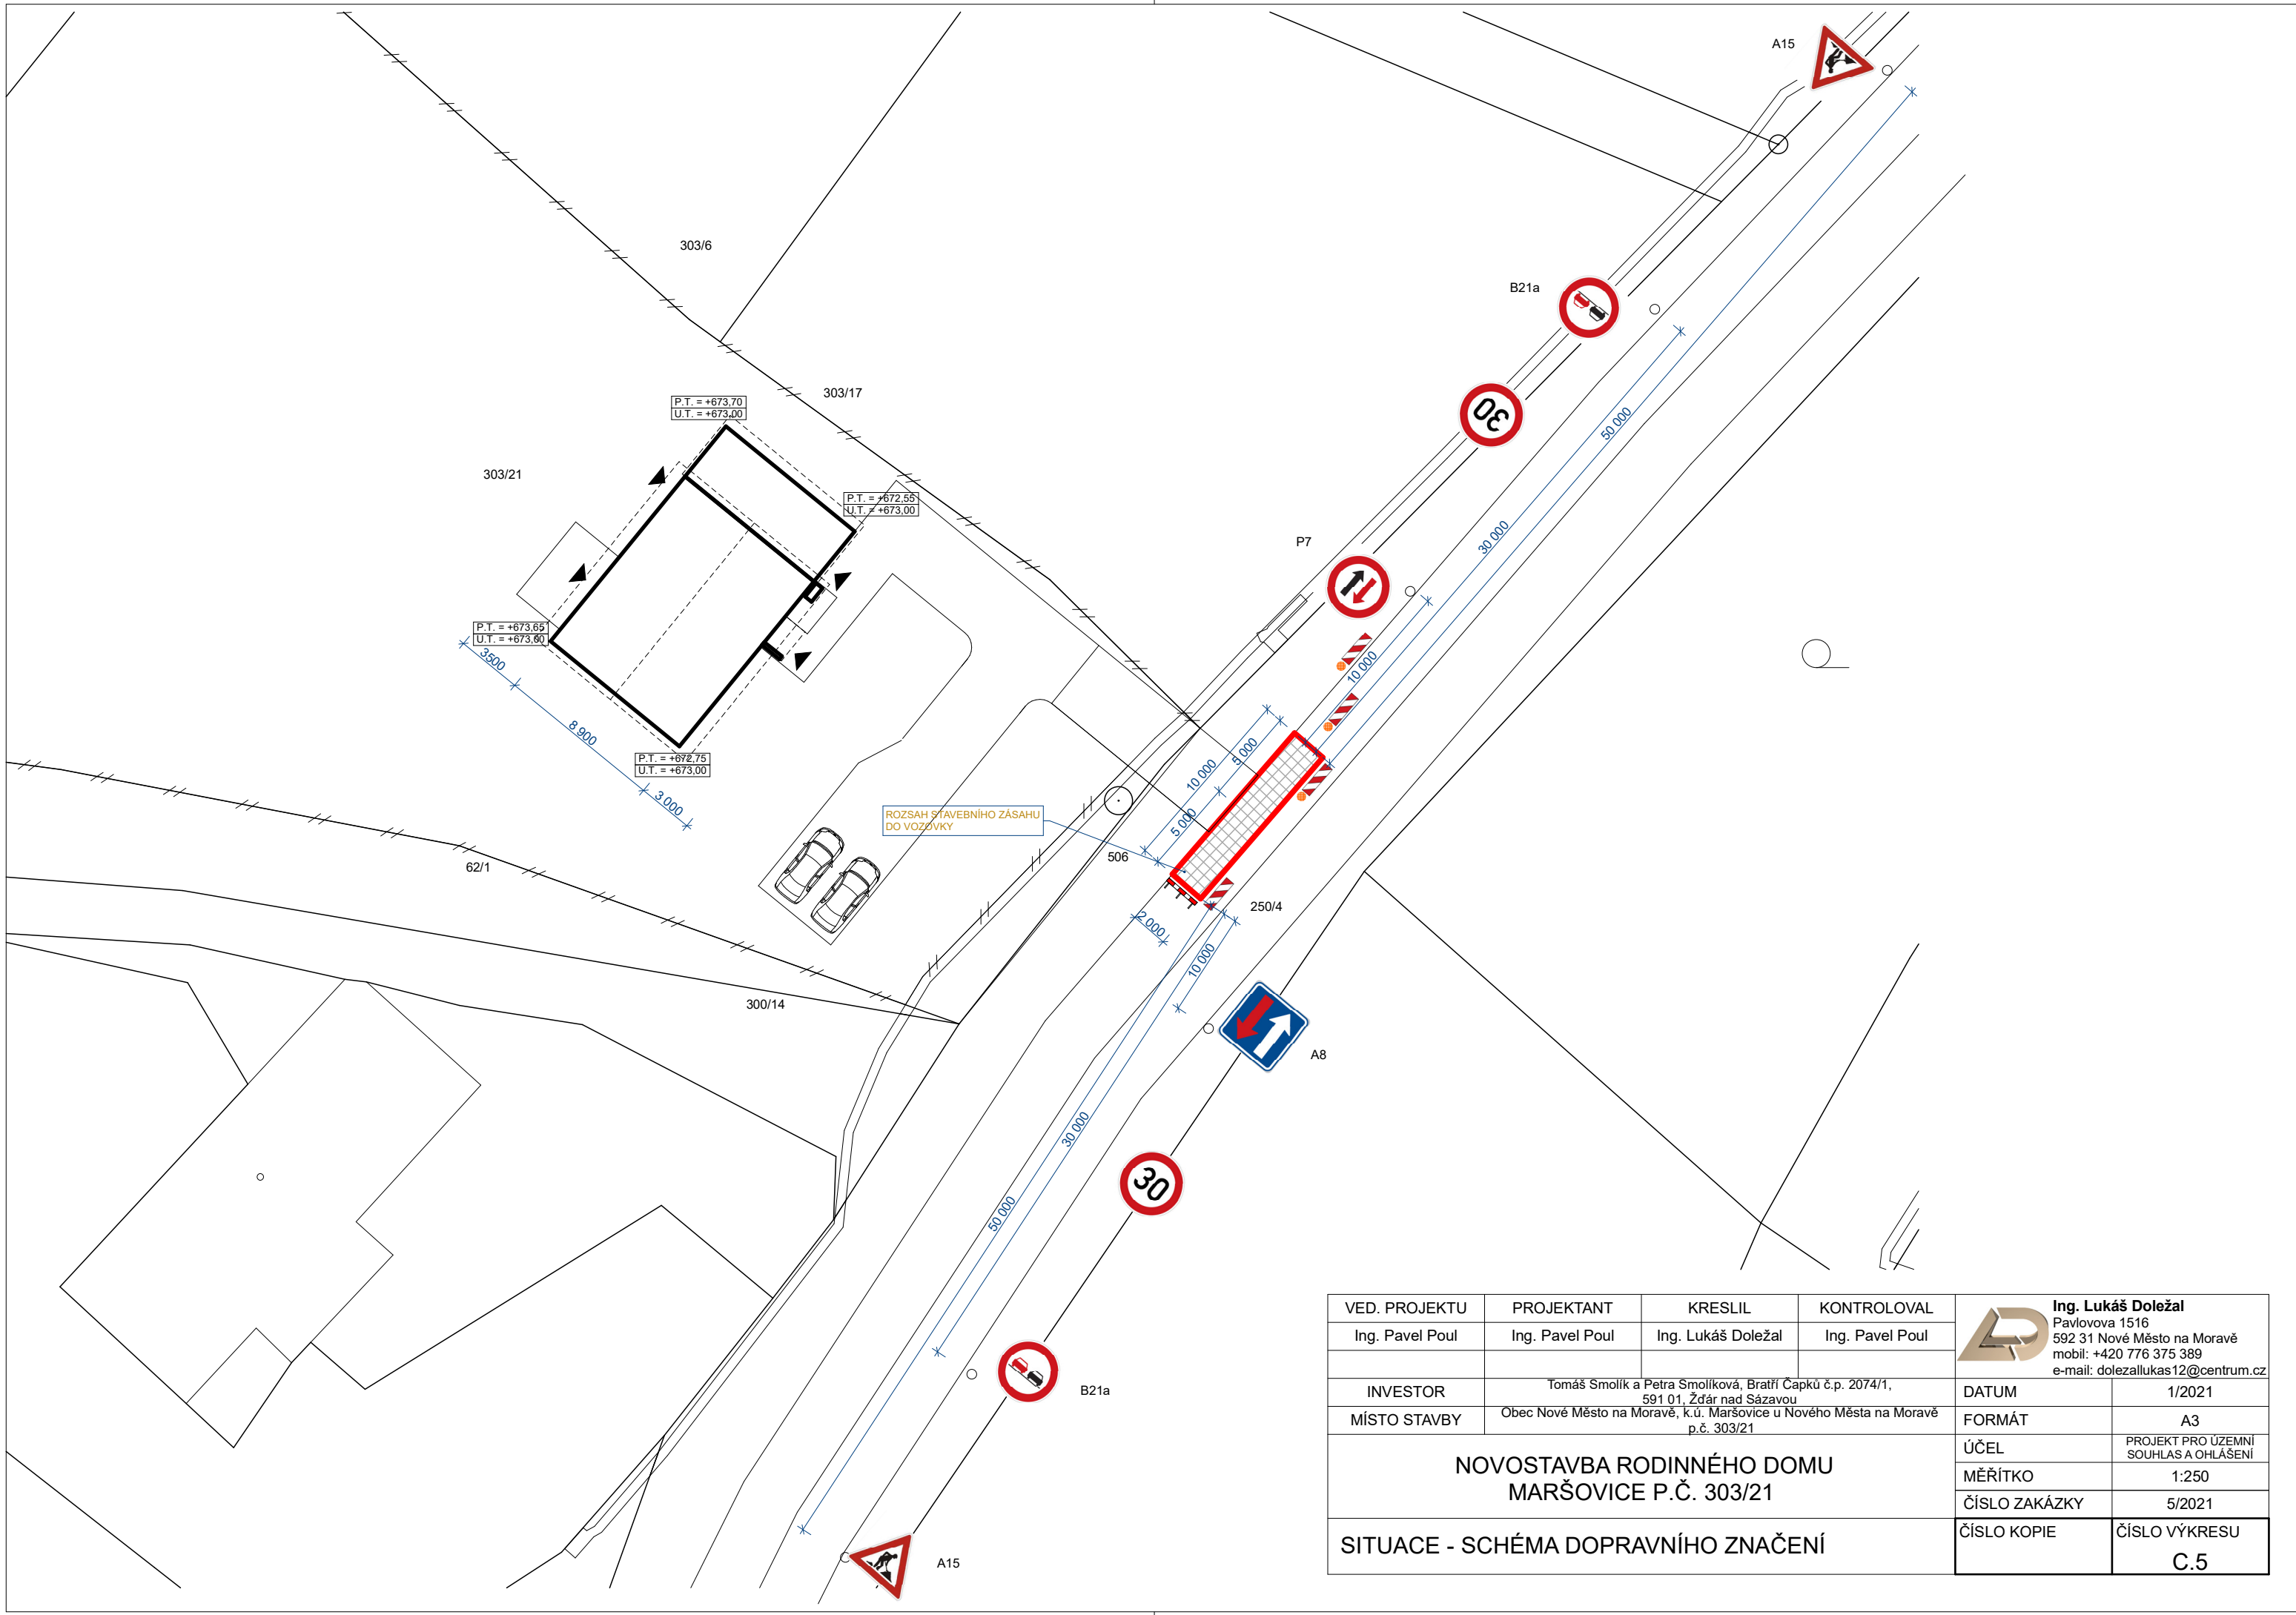 A15
B21a
30
P7
303/6
303/17
303/21
P.T. = +673,70
U.T. = +673,00
P.T. = +672,55
U.T. = +673,00
P.T. = +673,65
U.T. = +673,00
P.T. = +672,75
U.T. = +673,00
3500
8 900
3 000
50 000
30 000
10 000
5 000
10 000
5 000
ROZSAH STAVEBNÍHO ZÁSAHU
DO VOZOVKY
506
250/4
2 000
10 000
62/1
300/14
A8
30 000
30
50 000
B21a
A15
VED. PROJEKTU PROJEKTANT KRESLIL KONTROLOVAL
Ing. Pavel Poul Ing. Pavel Poul Ing. Lukáš Doležal Ing. Pavel Poul
Ing. Lukáš Doležal
Pavlovova 1516
592 31 Nové Město na Moravě
mobil: +420 776 375 389
e-mail: dolezallukas12@centrum.cz
INVESTOR
Tomáš Smolík a Petra Smolíková, Bratří Čapků č.p. 2074/1,
591 01, Žďár nad Sázavou
MÍSTO STAVBY
Obec Nové Město na Moravě, k.ú. Maršovice u Nového Města na Moravě
p.č. 303/21
DATUM 1/2021
FORMÁT A3
ÚČEL
PROJEKT PRO ÚZEMNÍ
SOUHLAS A OHLÁŠENÍ
MĚŘÍTKO 1:250
ČÍSLO ZAKÁZKY 5/2021
NOVOSTAVBA RODINNÉHO DOMU
MARŠOVICE P.Č. 303/21
SITUACE - SCHÉMA DOPRAVNÍHO ZNAČENÍ
ČÍSLO KOPIE ČÍSLO VÝKRESU
C.5